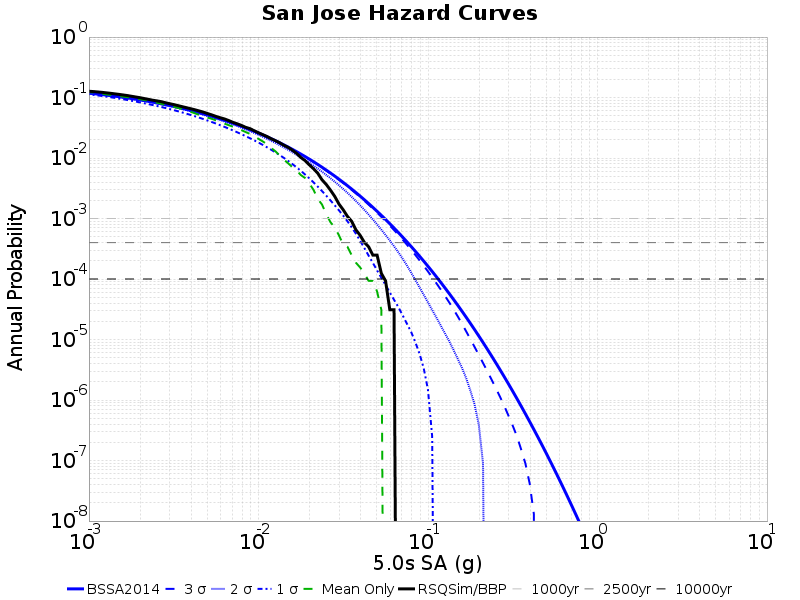 San Jose Hazard Curves
10^0
10^-1
10^-2
10^-3
10^-4
10^-5
10^-6
10^-7
10^-8
Annual Probability
10^-3 10^-2 10^-1 10^0 10^1
5.0s SA (g)
BSSA2014 3 σ 2 σ 1 σ Mean Only RSQSim/BBP 1000yr 2500yr 10000yr